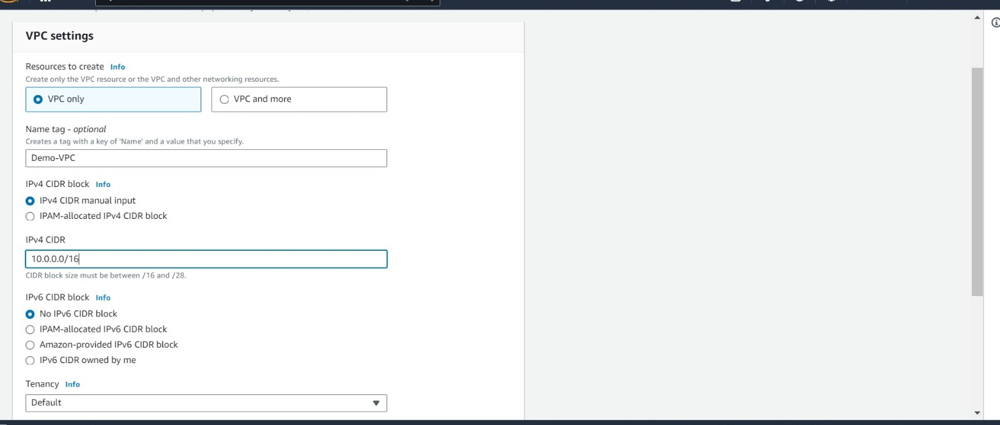 VPC settings
Resources to create Info
Create only the VPC resource or the VPC and other networking resources.
VPC only
VPC and more
Name tag - optional
Creates a tag with a key of 'Name' and a value that you specify.
Demo-VPC
IPv4 CIDR block Info
IPv4 CIDR manual input
IPAM-allocated IPv4 CIDR block
IPv4 CIDR
10.0.0.0/16
CIDR block size must be between /16 and /28.
IPv6 CIDR block Info
No IPv6 CIDR block
IPAM-allocated IPv6 CIDR block
Amazon-provided IPv6 CIDR block
IPv6 CIDR owned by me
Tenancy Info
Default